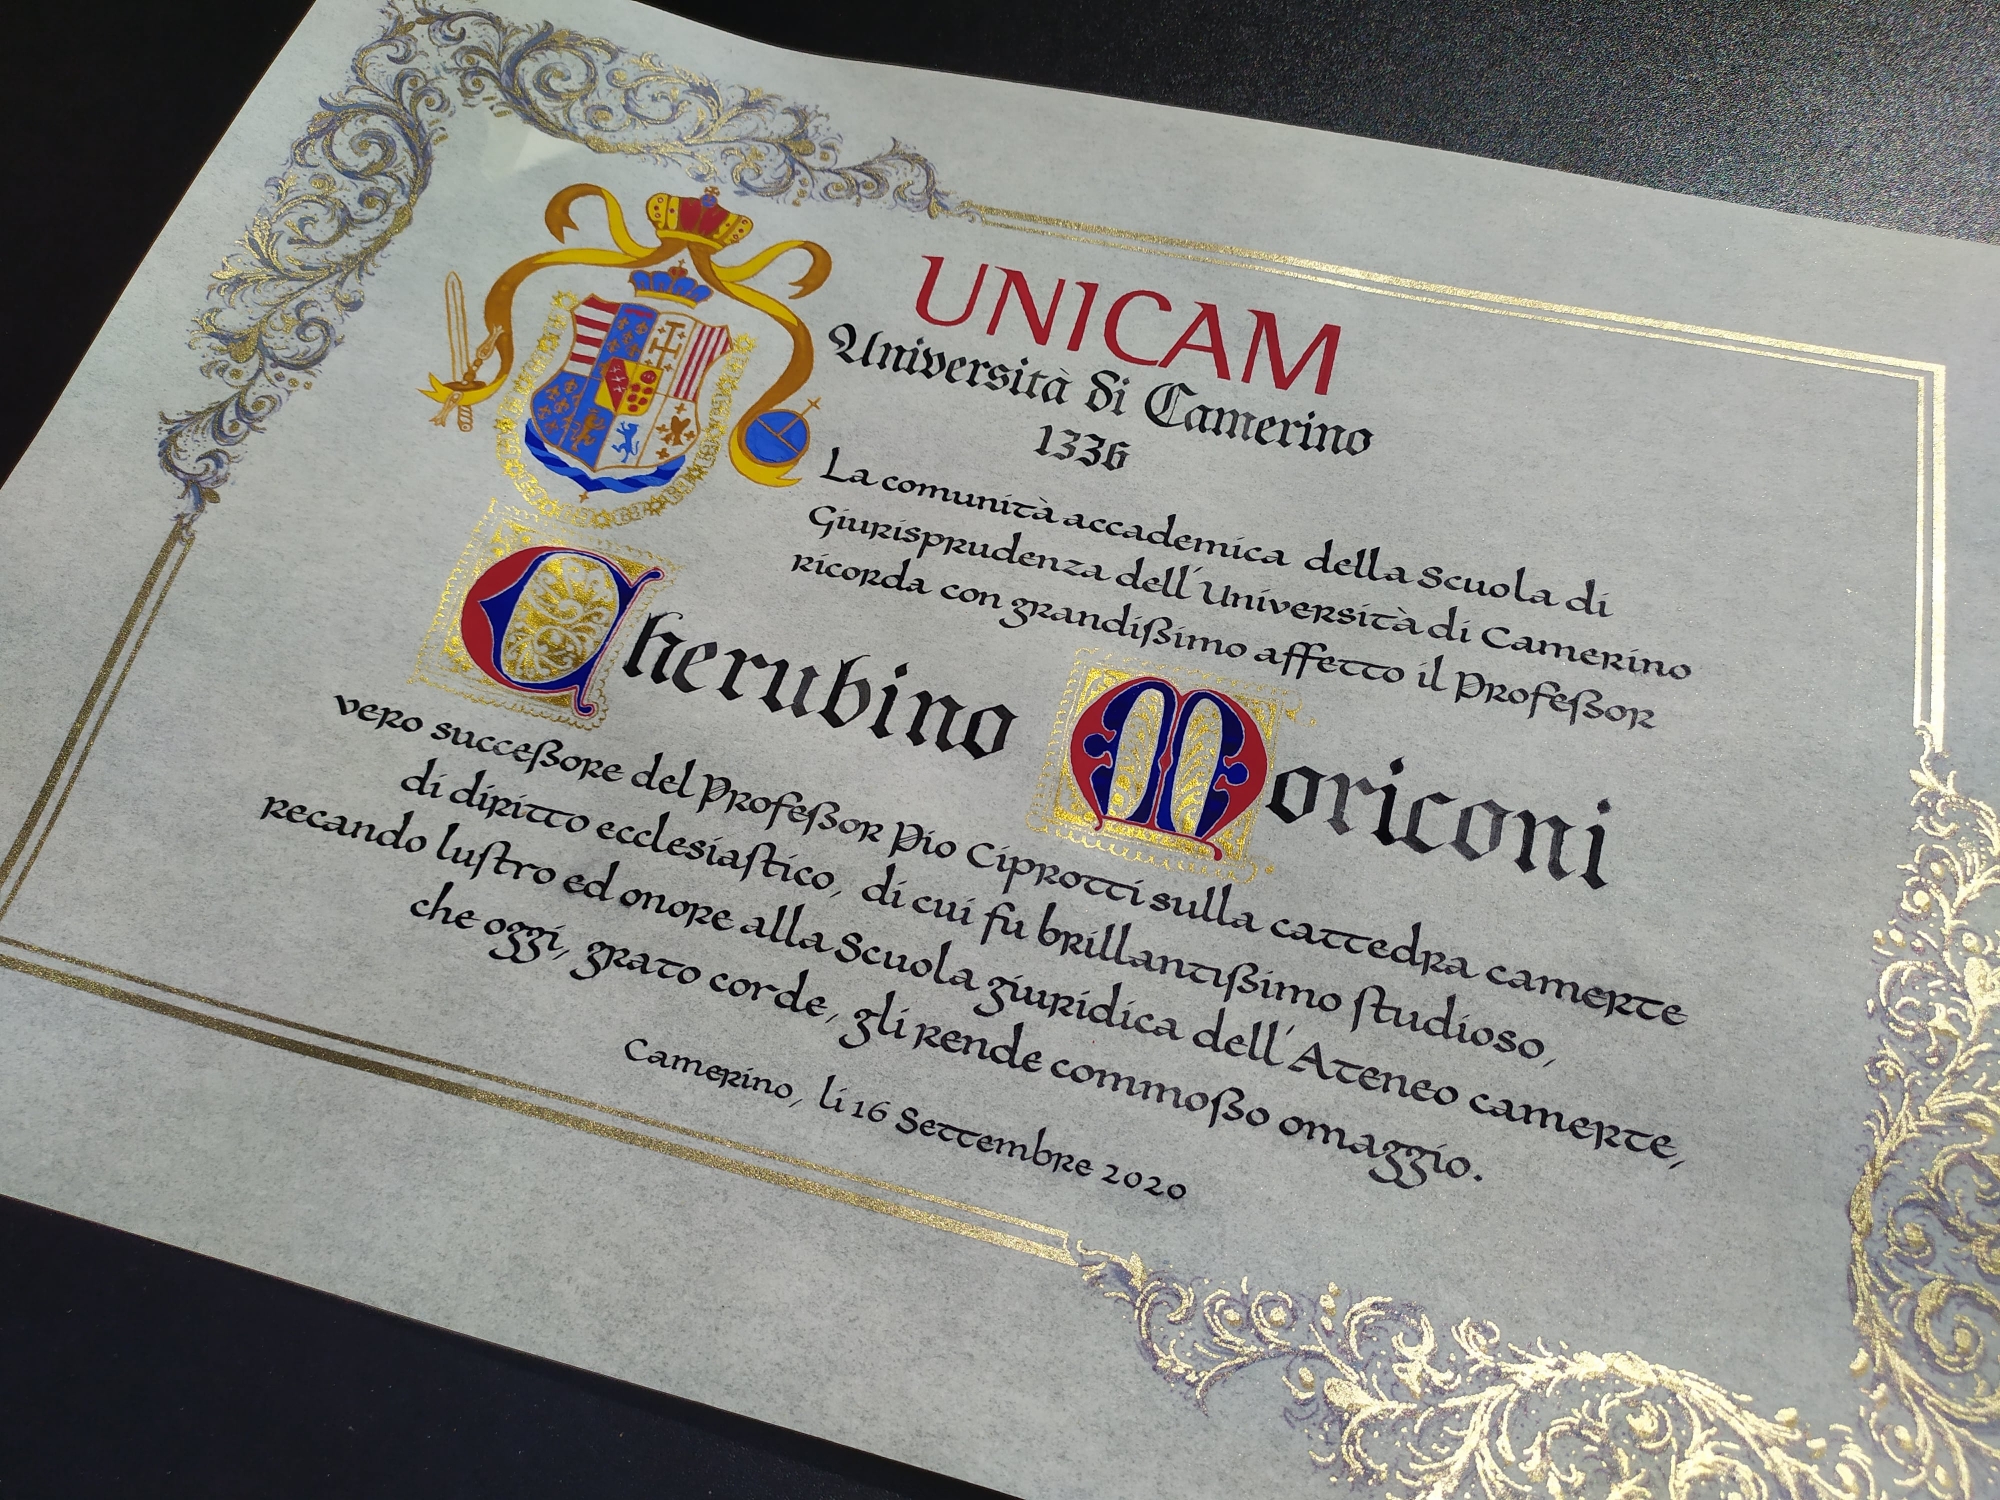 UNICAM
Università di Camerino
1336
La comunità accademica della Scuola di
Giurisprudenza dell'Università di Camerino
ricorda con grandißimo affetto il Profeßor
Cherubino Moriconi
vero succeßore del Profeßor Pio Ciprotti sulla cattedra camerte
di diritto ecclesiaſtico, di cui fu brillantißimo ſtudioso,
recando luſtro ed onore alla Scuola giuridica dell'Ateneo camerte,
che oggi, grato corde, gli rende commoßo omaggio.
Camerino, li 16 Settembre 2020